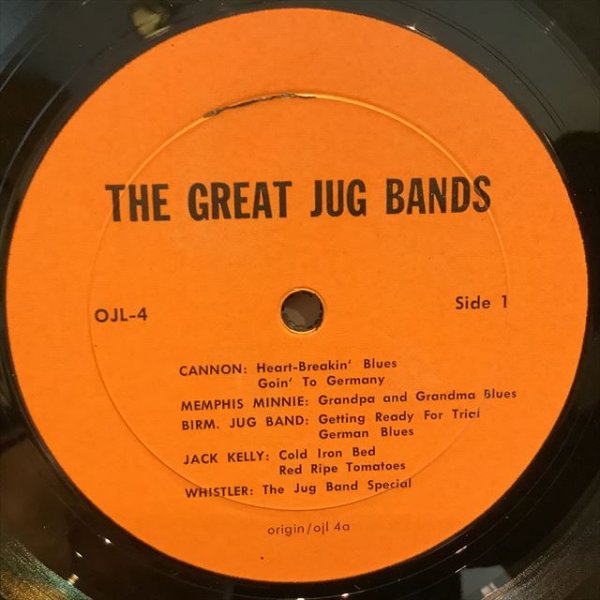 THE GREAT JUG BANDS
OJL-4
Side 1
CANNON: Heart-Breakin' Blues
Goin' To Germany
MEMPHIS MINNIE: Grandpa and Grandma Blues
BIRM. JUG BAND: Getting Ready For Trial
German Blues
JACK KELLY: Cold Iron Bed
Red Ripe Tomatoes
WHISTLER: The Jug Band Special
origin/ojl 4a